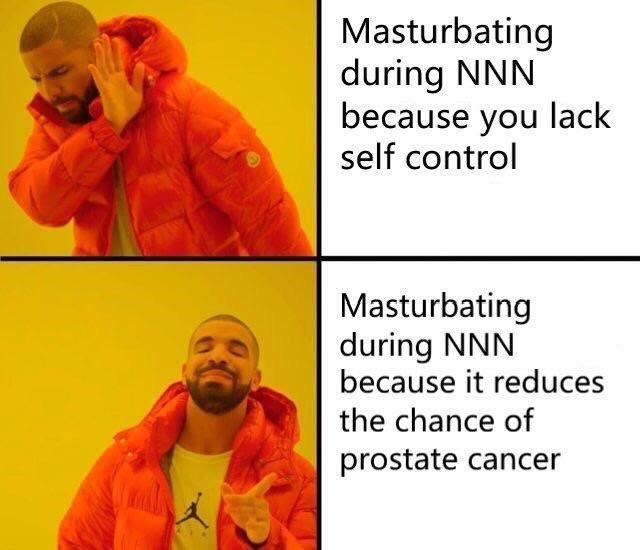 Masturbating
during NNN
because you lack
self control
Masturbating
during NNN
because it reduces
the chance of
prostate cancer